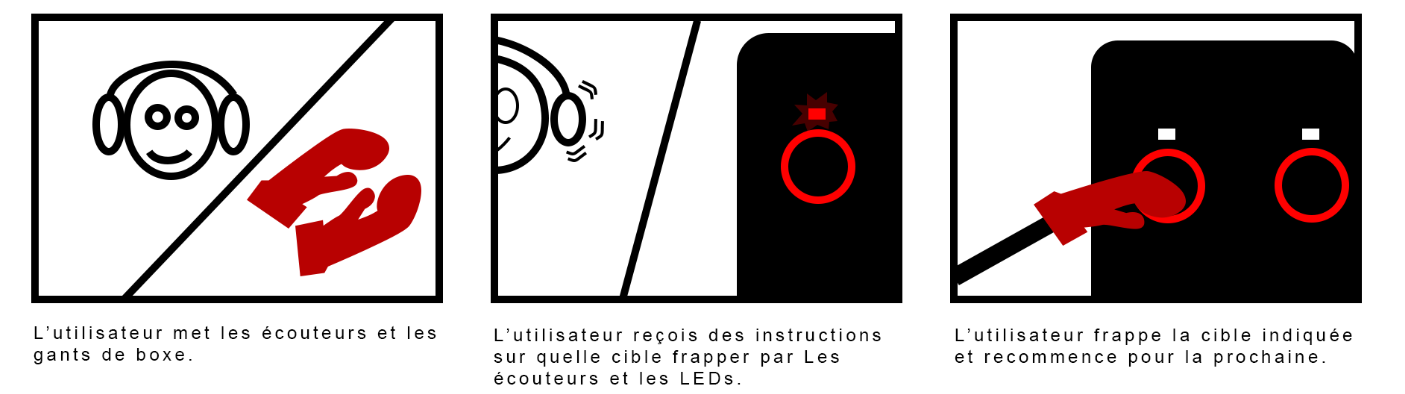 L'utilisateur met les écouteurs et les
gants de boxe.
L'utilisateur reçois des instructions
sur quelle cible frapper par Les
écouteurs et les LEDs.
L'utilisateur frappe la cible indiquée
et recommence pour la prochaine.